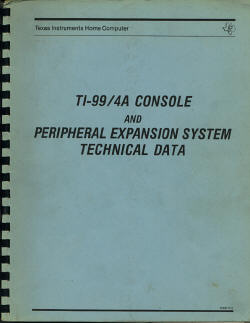 Texas Instruments Home Computer
TI-99/4A CONSOLE
AND
PERIPHERAL EXPANSION SYSTEM
TECHNICAL DATA